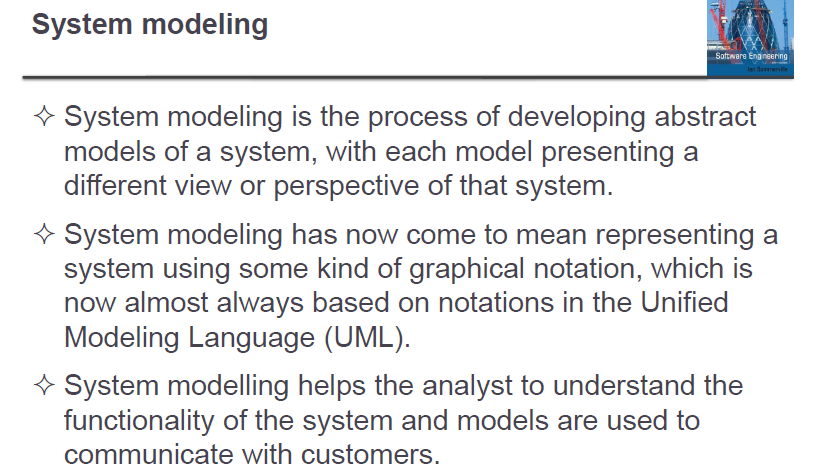 System modeling
Software Engineering
Ian Sommerville
✧ System modeling is the process of developing abstract
models of a system, with each model presenting a
different view or perspective of that system.
✧ System modeling has now come to mean representing a
system using some kind of graphical notation, which is
now almost always based on notations in the Unified
Modeling Language (UML).
✧ System modelling helps the analyst to understand the
functionality of the system and models are used to
communicate with customers.